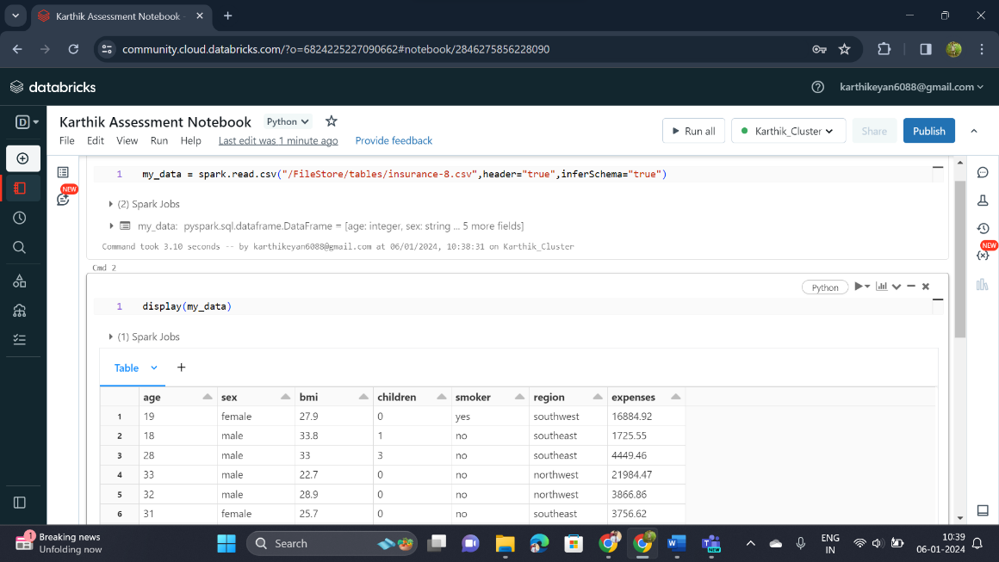 Karthik Assessment Notebook -
community.cloud.databricks.com/?o=6824225227090662#notebook/2846275856228090
databricks
karthikeyan6088@gmail.com
D
Karthik Assessment Notebook Python
File Edit View Run Help Last edit was 1 minute ago Provide feedback
Run all Karthik_Cluster Share Publish
NEW
NEW
1 my_data = spark.read.csv("/FileStore/tables/insurance-8.csv",header="true",inferSchema="true")
(2) Spark Jobs
my_data: pyspark.sql.dataframe.DataFrame = [age: integer, sex: string ... 5 more fields]
Command took 3.10 seconds -- by karthikeyan6088@gmail.com at 06/01/2024, 10:38:31 on Karthik_Cluster
Cmd 2
Python
1 display(my_data)
(1) Spark Jobs
Table +
age sex bmi children smoker region expenses
1 19 female 27.9 0 yes southwest 16884.92
2 18 male 33.8 1 no southeast 1725.55
3 28 male 33 3 no southeast 4449.46
4 33 male 22.7 0 no northwest 21984.47
5 32 male 28.9 0 no northwest 3866.86
6 31 female 25.7 0 no southeast 3756.62
1 Breaking news
Unfolding now
Search
NEW
ENG
IN
10:39
06-01-2024